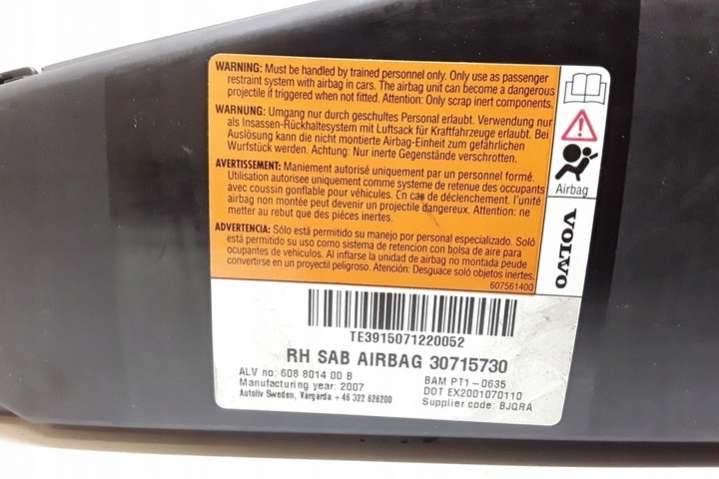 WARNING: Must be handled by trained personnel only. Only use as passenger
restraint system with airbag in cars. The airbag unit can become a dangerous
projectile if triggered when not fitted. Attention: Only scrap inert components.
WARNUNG: Umgang nur durch geschultes Personal erlaubt. Verwendung nur
als Insassen-Rückhaltesystem mit Luftsack für Kraftfahrzeuge erlaubt. Bei
Auslösung kann die nicht montierte Airbag-Einheit zum gefährlichen
Wurfstück werden. Achtung: Nur inerte Gegenstände verschrotten.
AVERTISSEMENT: Maniement autorisé uniquement par un personnel formé.
Utilisation autorisee uniquement comme système de retenue des occupants
avec coussin gonflable pour véhicules. En cas de déclenchement, l'unité
airbag non montée peut devenir un projectile dangereux. Attention: ne
metter au rebut que des piéces inertes.
ADVERTENCIA: Sólo está permitido su manejo por personal especializado. Soló
está permitido su uso como sistema de retención con bolsa de aire para
ocupantes de vehículos. Al inflarse la unidad de airbag no montada peude
convertirse en un proyectil peligroso. Atención: Desguace soló objetos inertes.
607561400
Airbag
VOLVO
TE3915071220052
RH SAB AIRBAG 30715730
ALV no: 608 8014 00 B
BAM PT1-0635
Manufacturing year: 2007
DOT EX2001070110
Autoliv Sweden, Vårgårda +46 322 626200
Supplier code: BJQRA